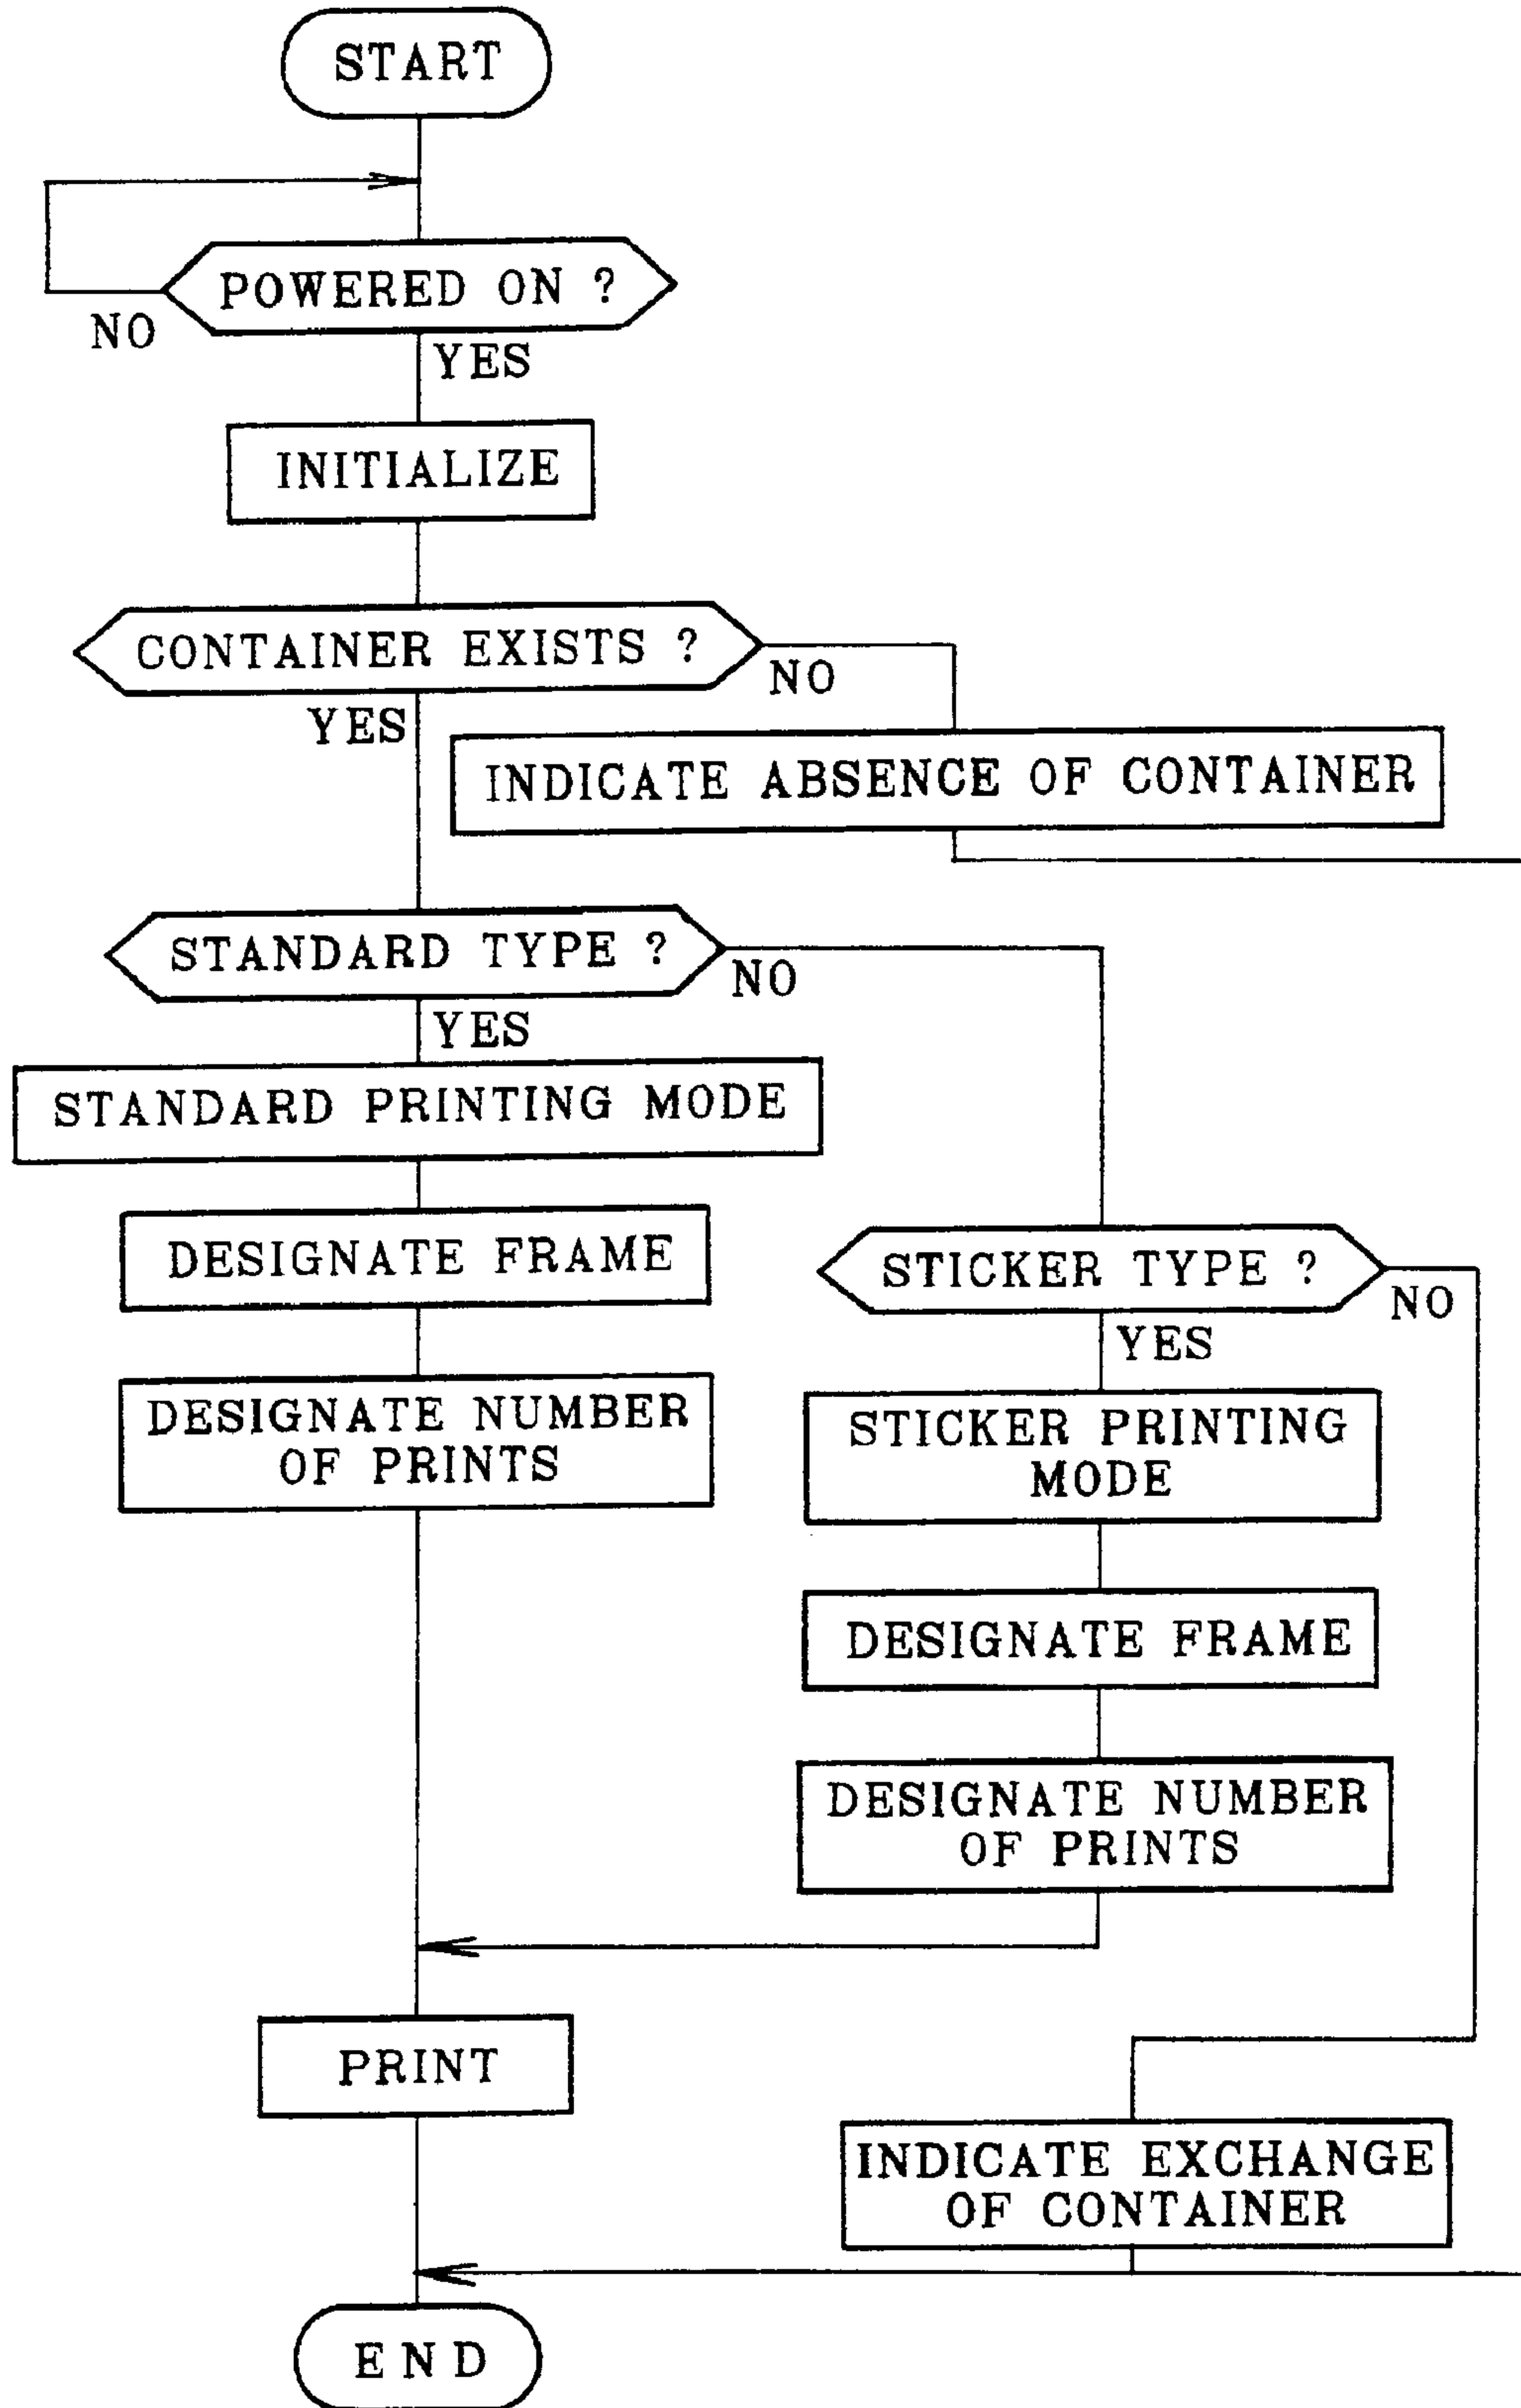 START
POWERED ON ?
NO
YES
INITIALIZE
CONTAINER EXISTS ?
NO
YES
INDICATE ABSENCE OF CONTAINER
STANDARD TYPE ?
NO
YES
STANDARD PRINTING MODE
DESIGNATE FRAME
DESIGNATE NUMBER
OF PRINTS
STICKER TYPE ?
NO
YES
STICKER PRINTING
MODE
DESIGNATE FRAME
DESIGNATE NUMBER
OF PRINTS
PRINT
INDICATE EXCHANGE
OF CONTAINER
END